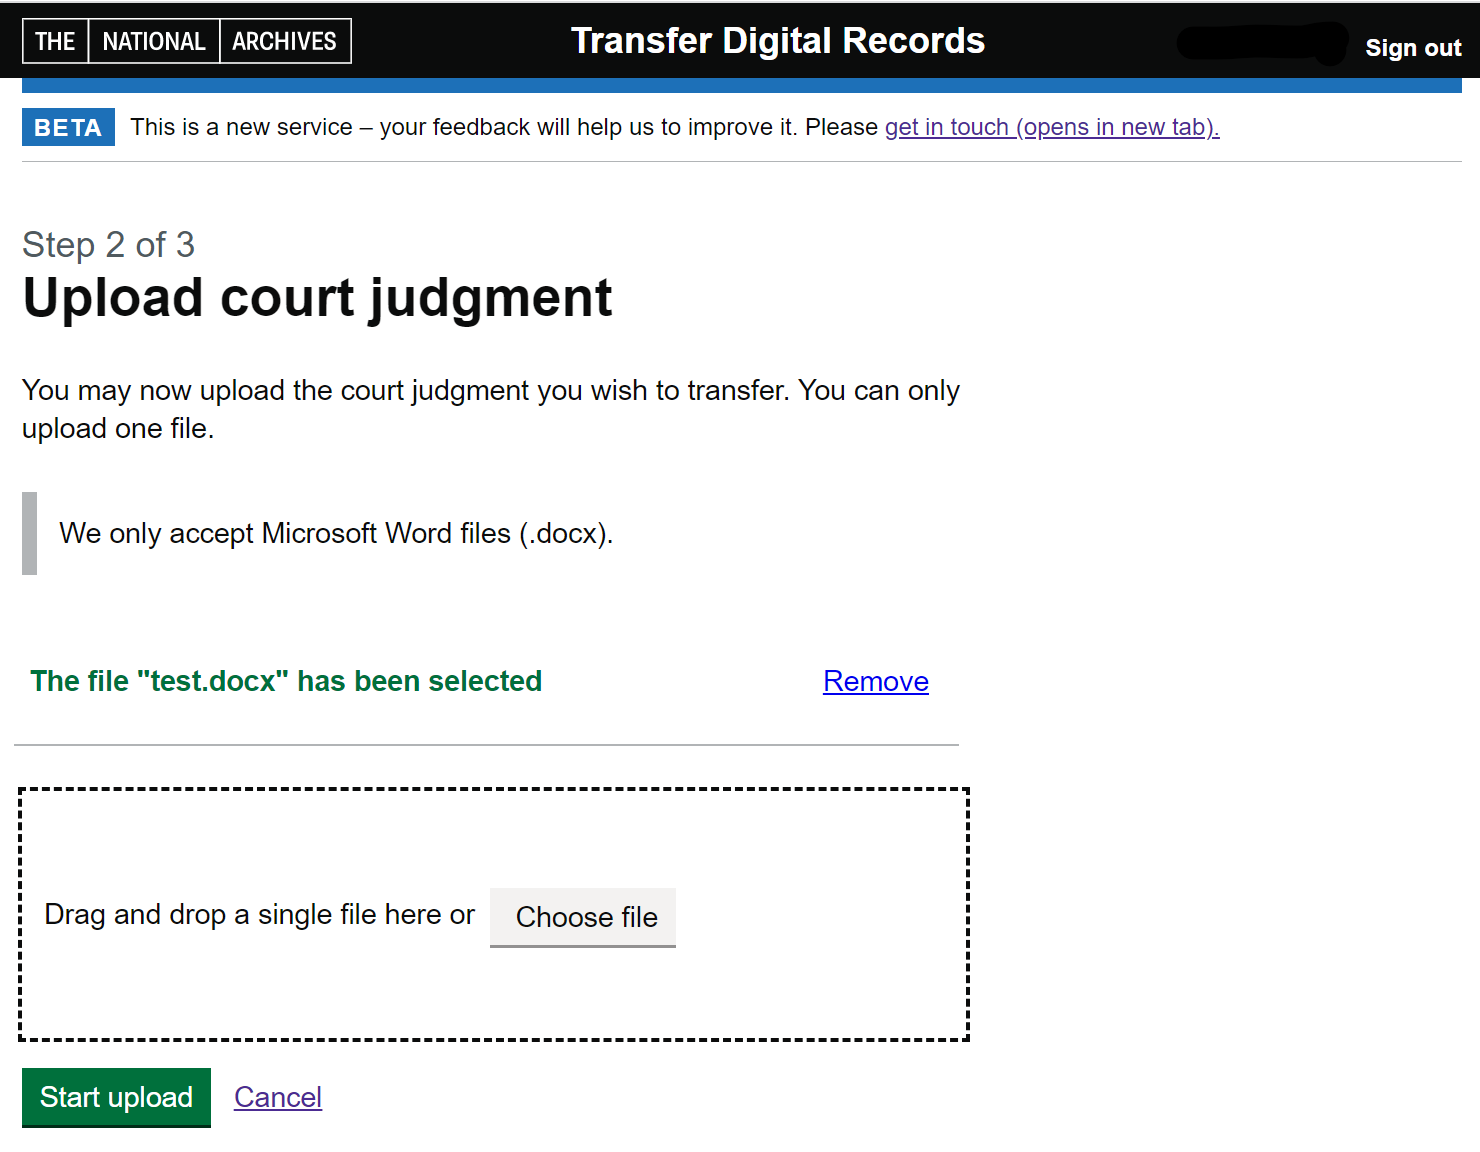 THE NATIONAL ARCHIVES
Transfer Digital Records
Sign out
BETA This is a new service – your feedback will help us to improve it. Please get in touch (opens in new tab).
Step 2 of 3
Upload court judgment
You may now upload the court judgment you wish to transfer. You can only
upload one file.
We only accept Microsoft Word files (.docx).
The file "test.docx" has been selected
Remove
Drag and drop a single file here or Choose file
Start upload Cancel